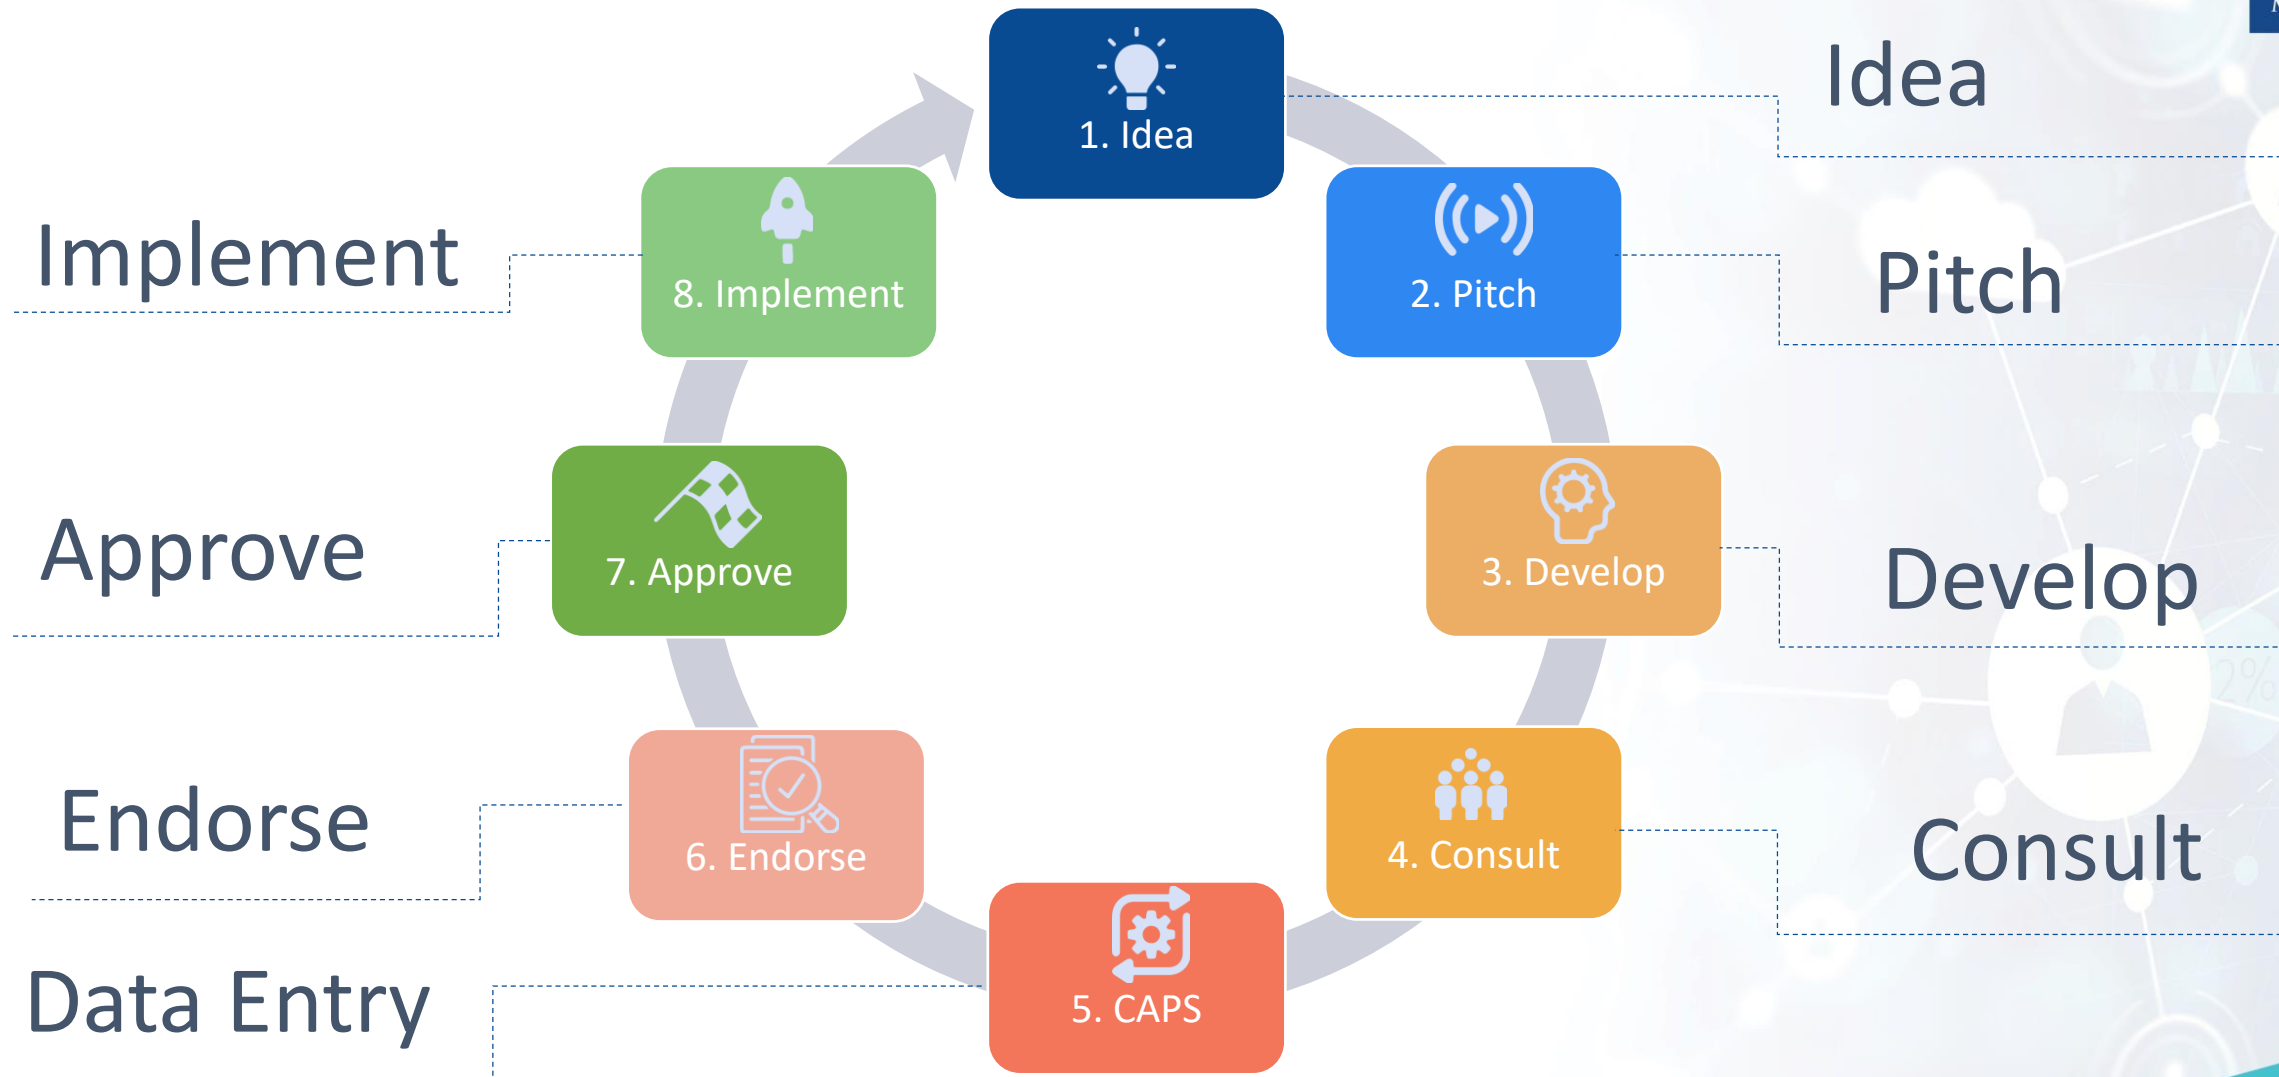 1. Idea
Idea
2. Pitch
Pitch
3. Develop
Develop
4. Consult
Consult
5. CAPS
Data Entry
6. Endorse
Endorse
7. Approve
Approve
8. Implement
Implement
2%